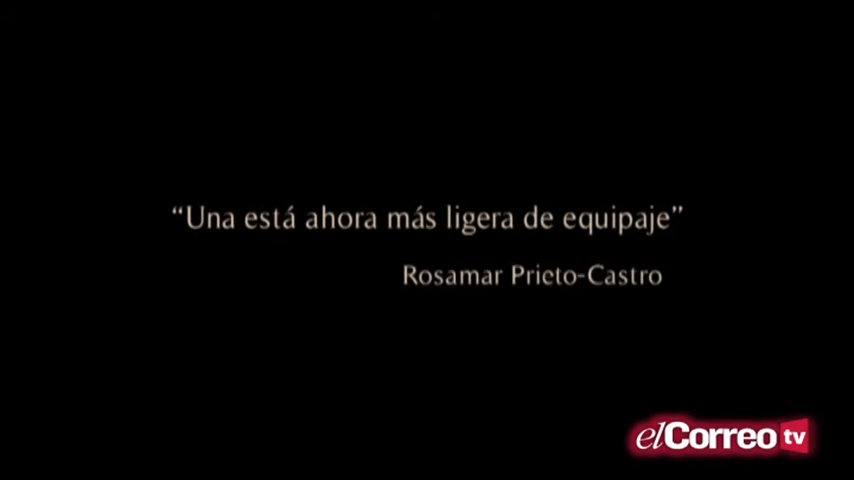 “Una está ahora más ligera de equipaje”
Rosamar Prieto-Castro
elCorreo tv